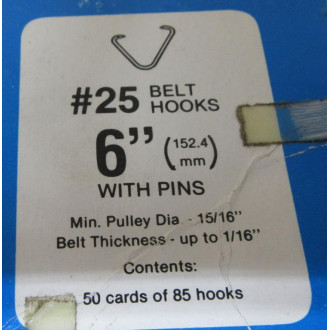 #25 BELT HOOKS
6” (152.4 mm)
WITH PINS
Min. Pulley Dia. - 15/16”
Belt Thickness - up to 1/16”
Contents:
50 cards of 85 hooks